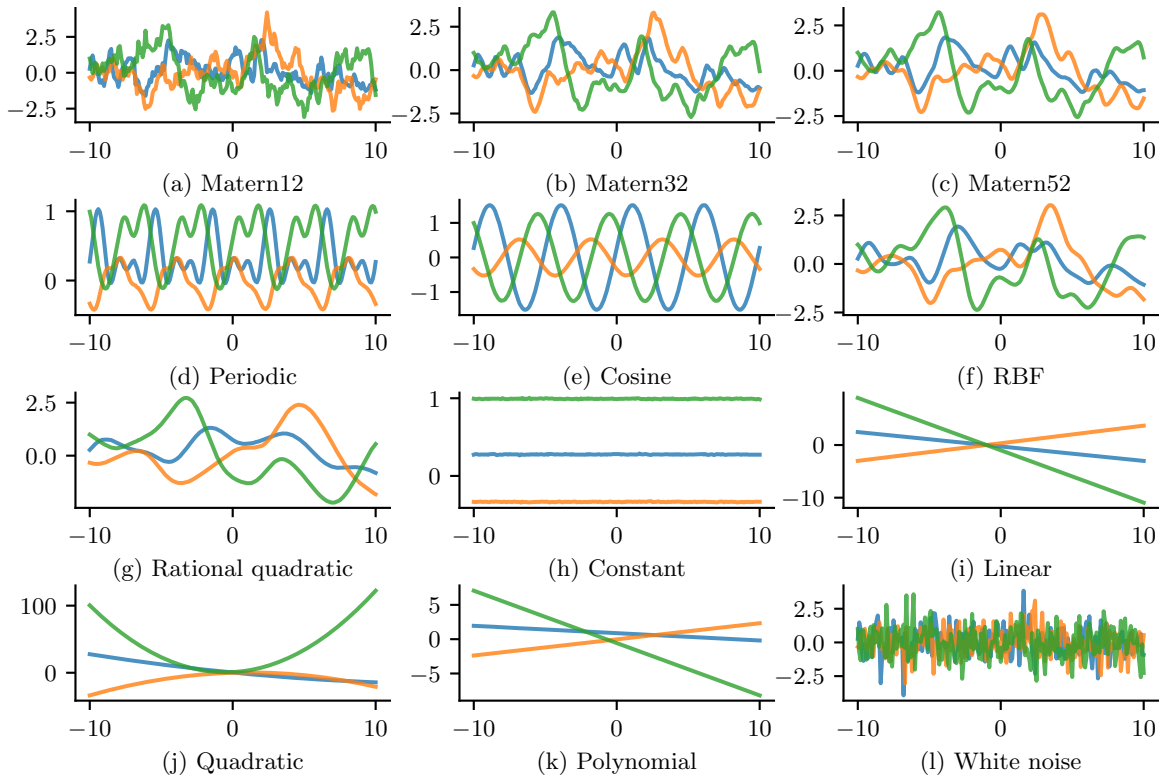 2.5
0.0
−2.5
−10 0 10
(a) Matern12
2.5
0.0
−2.5
−10 0 10
(b) Matern32
2.5
0.0
−2.5
−10 0 10
(c) Matern52
1
0
−10 0 10
(d) Periodic
1
0
−1
−10 0 10
(e) Cosine
2.5
0.0
−2.5
−10 0 10
(f) RBF
2.5
0.0
−10 0 10
(g) Rational quadratic
1
0
−10 0 10
(h) Constant
0
−10
−10 0 10
(i) Linear
100
0
−10 0 10
(j) Quadratic
5
0
−5
−10 0 10
(k) Polynomial
2.5
0.0
−2.5
−10 0 10
(l) White noise